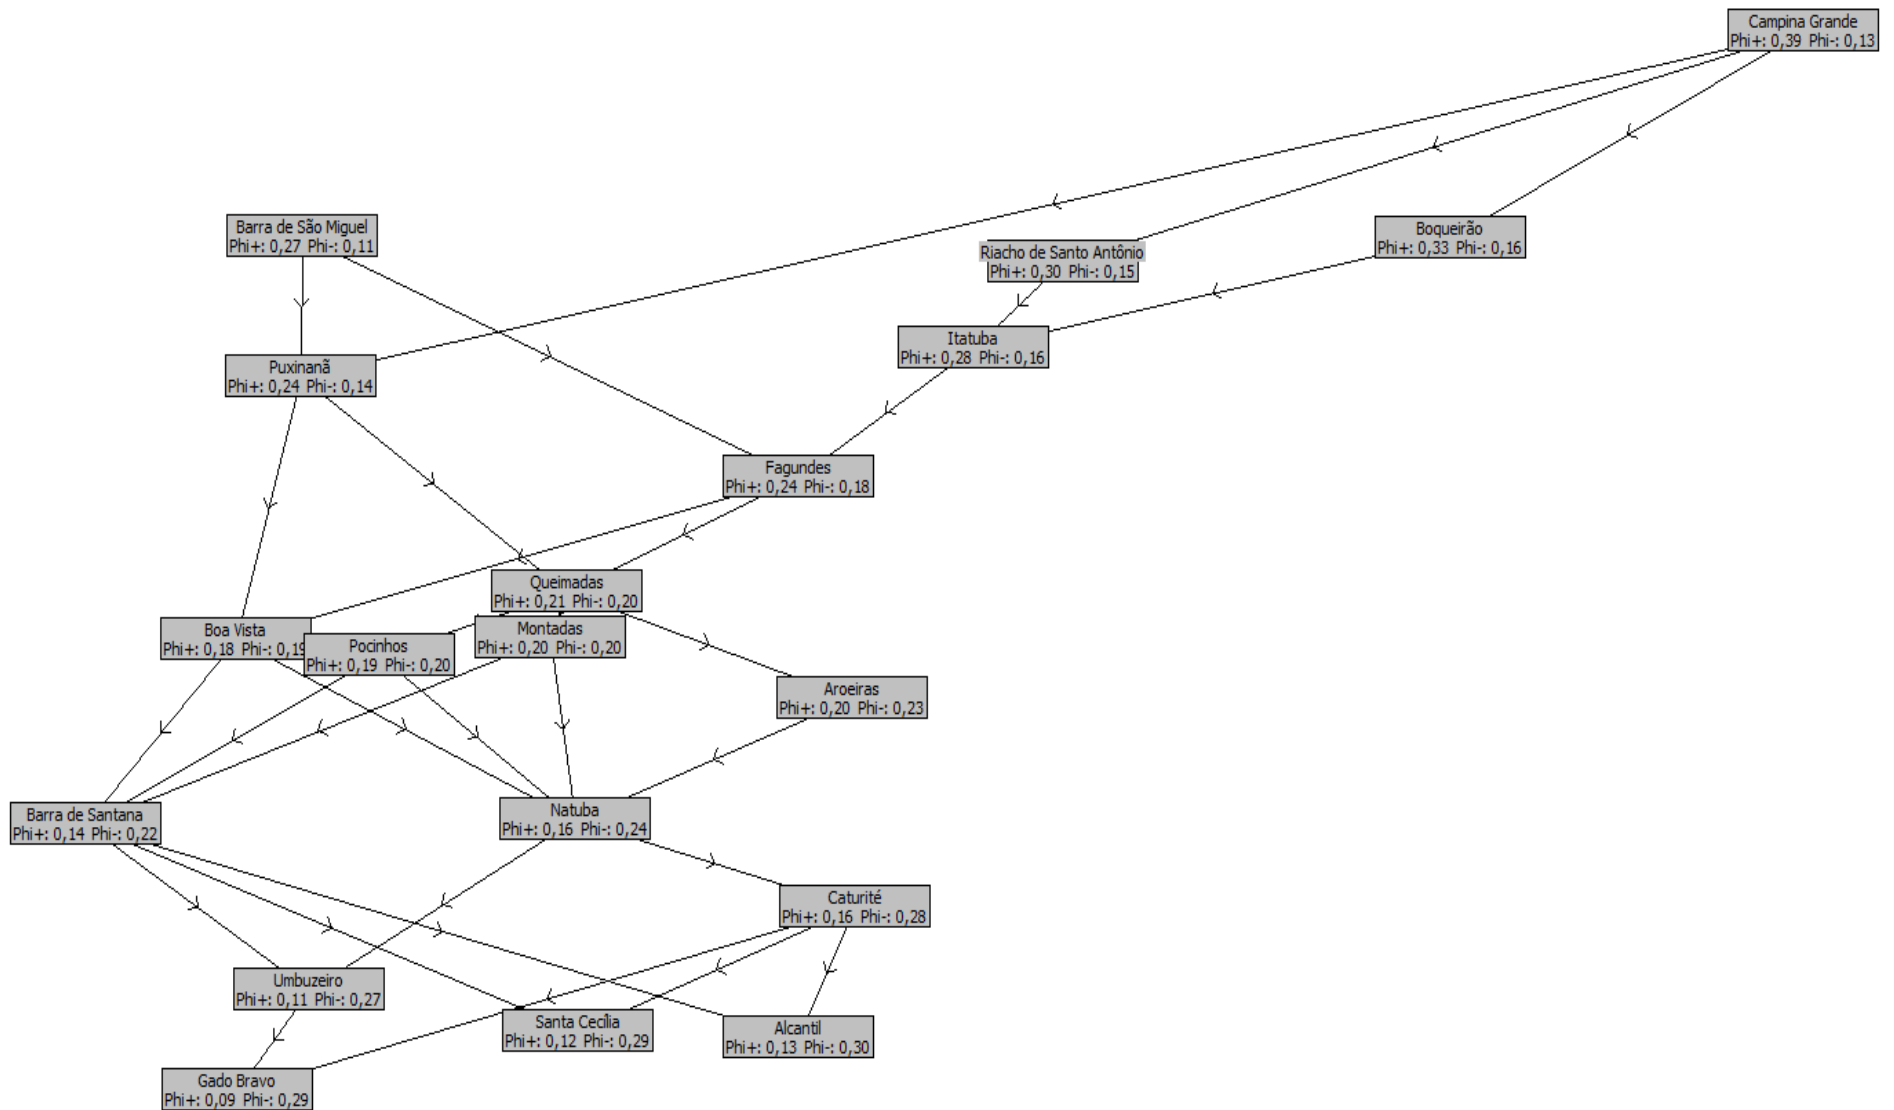 Campina Grande
Phi+: 0,39 Phi-: 0,13
Barra de São Miguel
Phi+: 0,27 Phi-: 0,11
Riacho de Santo Antônio
Phi+: 0,30 Phi-: 0,15
Boqueirão
Phi+: 0,33 Phi-: 0,16
Itatuba
Phi+: 0,28 Phi-: 0,16
Puxinanã
Phi+: 0,24 Phi-: 0,14
Fagundes
Phi+: 0,24 Phi-: 0,18
Queimadas
Phi+: 0,21 Phi-: 0,20
Boa Vista
Phi+: 0,18 Phi-: 0,19
Pocinhos
Phi+: 0,19 Phi-: 0,20
Montadas
Phi+: 0,20 Phi-: 0,20
Aroeiras
Phi+: 0,20 Phi-: 0,23
Barra de Santana
Phi+: 0,14 Phi-: 0,22
Natuba
Phi+: 0,16 Phi-: 0,24
Caturité
Phi+: 0,16 Phi-: 0,28
Umbuzeiro
Phi+: 0,11 Phi-: 0,27
Santa Cecília
Phi+: 0,12 Phi-: 0,29
Alcantil
Phi+: 0,13 Phi-: 0,30
Gado Bravo
Phi+: 0,09 Phi-: 0,29